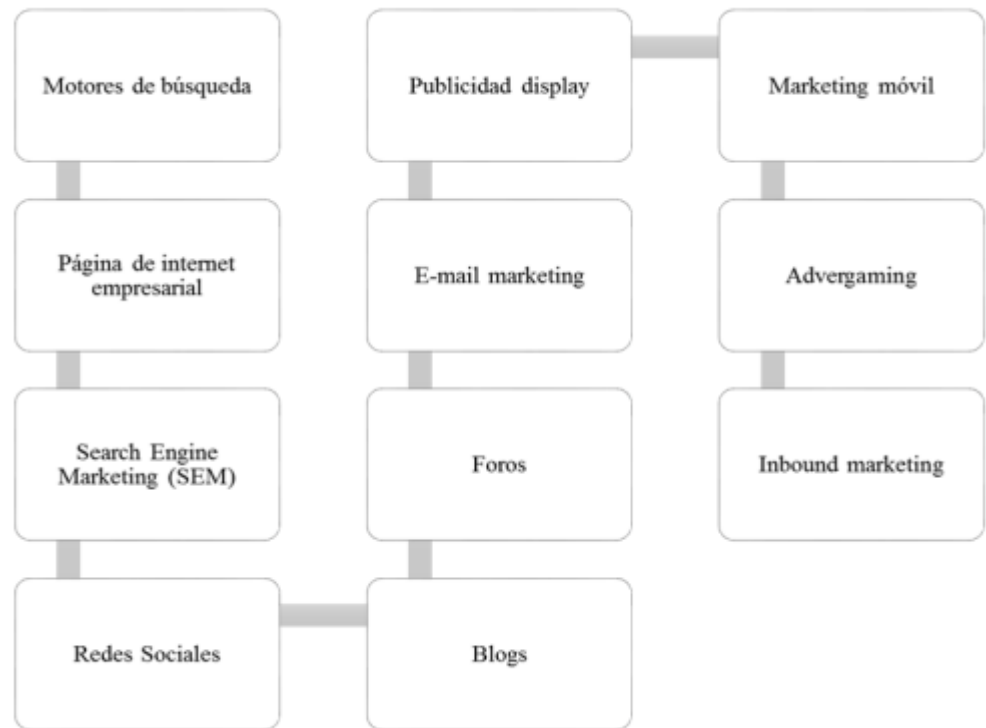 Motores de búsqueda
Página de internet
empresarial
Search Engine
Marketing (SEM)
Redes Sociales
Blogs
Foros
E-mail marketing
Publicidad display
Marketing móvil
Advergaming
Inbound marketing